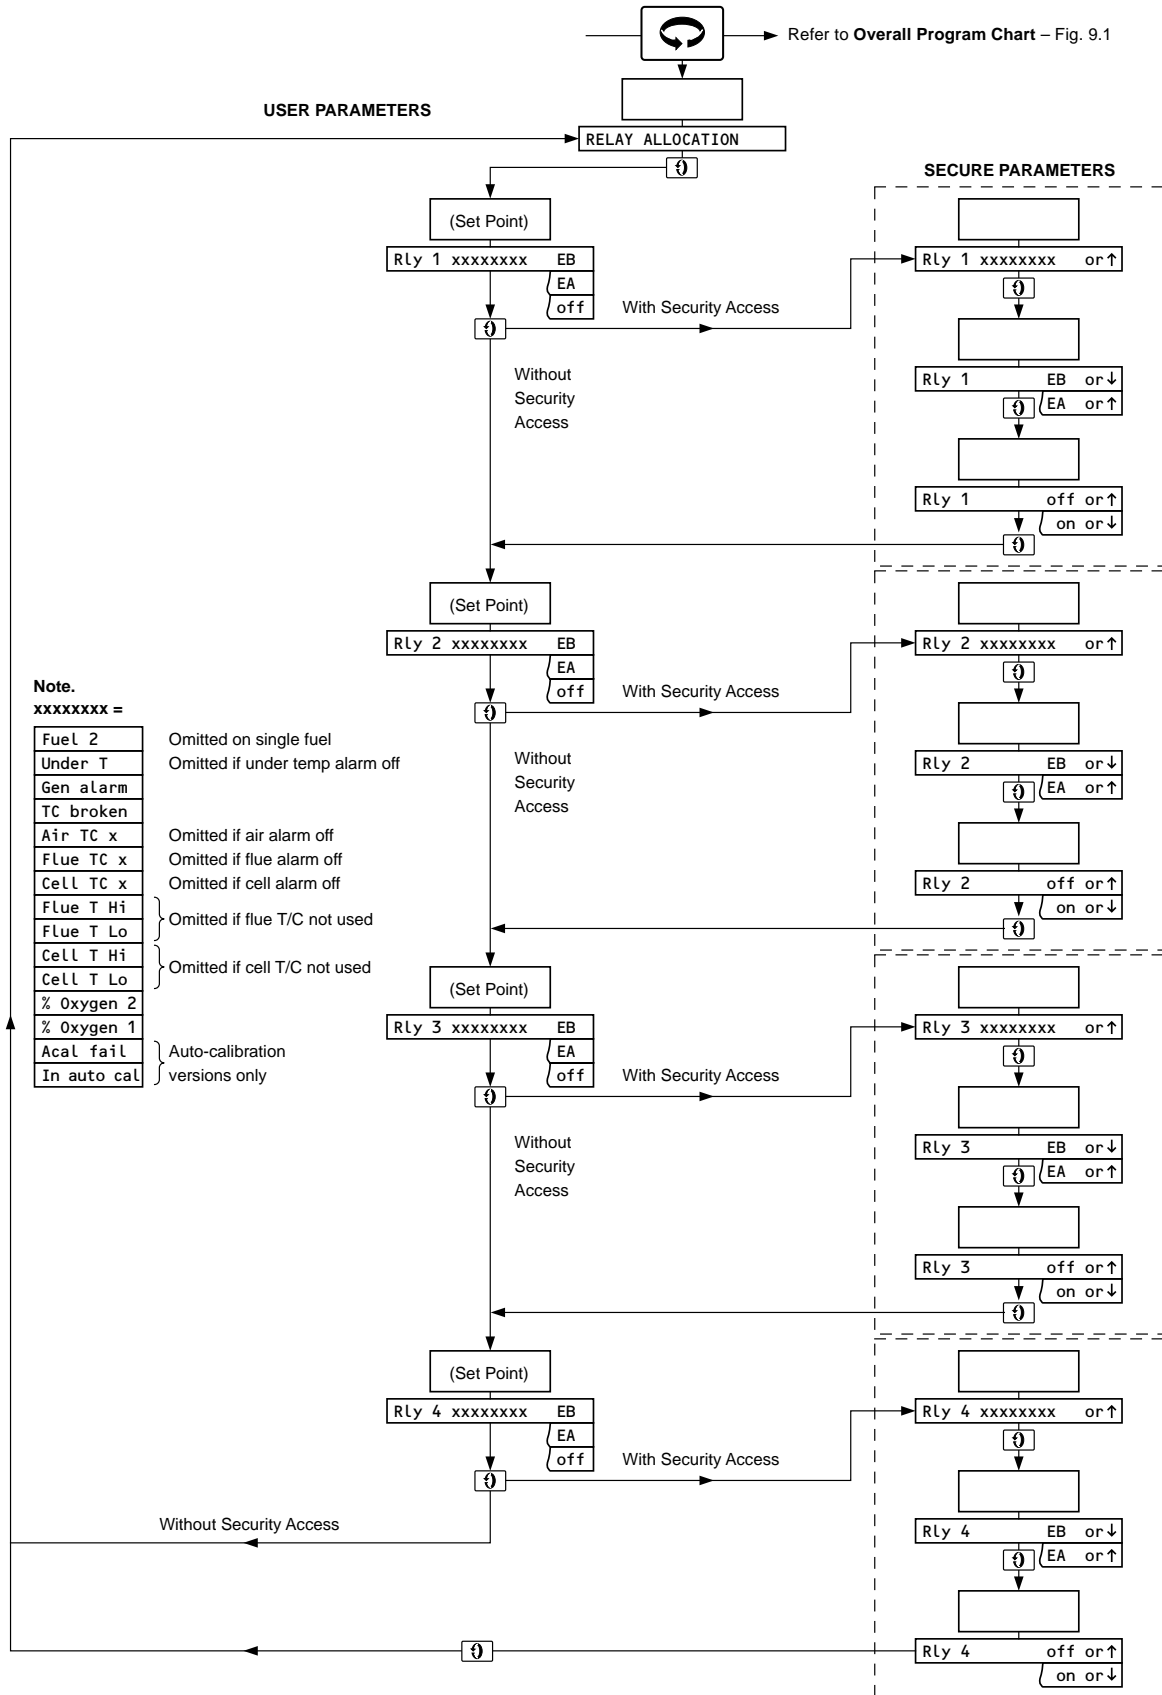 Refer to Overall Program Chart – Fig. 9.1
USER PARAMETERS
RELAY ALLOCATION
SECURE PARAMETERS
(Set Point)
Rly 1 xxxxxxxx EB
EA
off
With Security Access
Without
Security
Access
Rly 1 xxxxxxxx or↑
Rly 1 EB or↓
EA or↑
Rly 1 off or↑
on or↓
(Set Point)
Rly 2 xxxxxxxx EB
EA
off
With Security Access
Without
Security
Access
Rly 2 xxxxxxxx or↑
Rly 2 EB or↓
EA or↑
Rly 2 off or↑
on or↓
Note.
xxxxxxxx =
Fuel 2 Omitted on single fuel
Under T Omitted if under temp alarm off
Gen alarm
TC broken
Air TC x Omitted if air alarm off
Flue TC x Omitted if flue alarm off
Cell TC x Omitted if cell alarm off
Flue T Hi
Omitted if flue T/C not used
Flue T Lo
Cell T Hi
Omitted if cell T/C not used
Cell T Lo
% Oxygen 2
% Oxygen 1
Acal fail Auto-calibration
In auto cal versions only
(Set Point)
Rly 3 xxxxxxxx EB
EA
off
With Security Access
Without
Security
Access
Rly 3 xxxxxxxx or↑
Rly 3 EB or↓
EA or↑
Rly 3 off or↑
on or↓
(Set Point)
Rly 4 xxxxxxxx EB
EA
off
With Security Access
Without Security Access
Rly 4 xxxxxxxx or↑
Rly 4 EB or↓
EA or↑
Rly 4 off or↑
on or↓